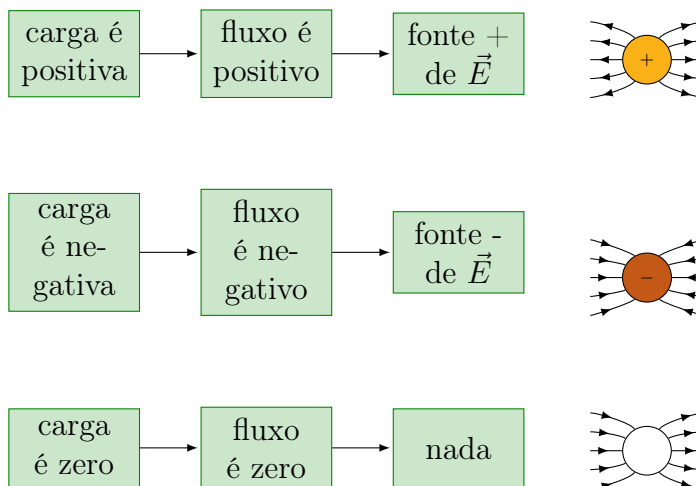 carga é
positiva
fluxo é
positivo
fonte +
de $\vec{E}$
+
carga
é ne-
gativa
fluxo
é ne-
gativo
fonte -
de $\vec{E}$
−
carga
é zero
fluxo
é zero
nada